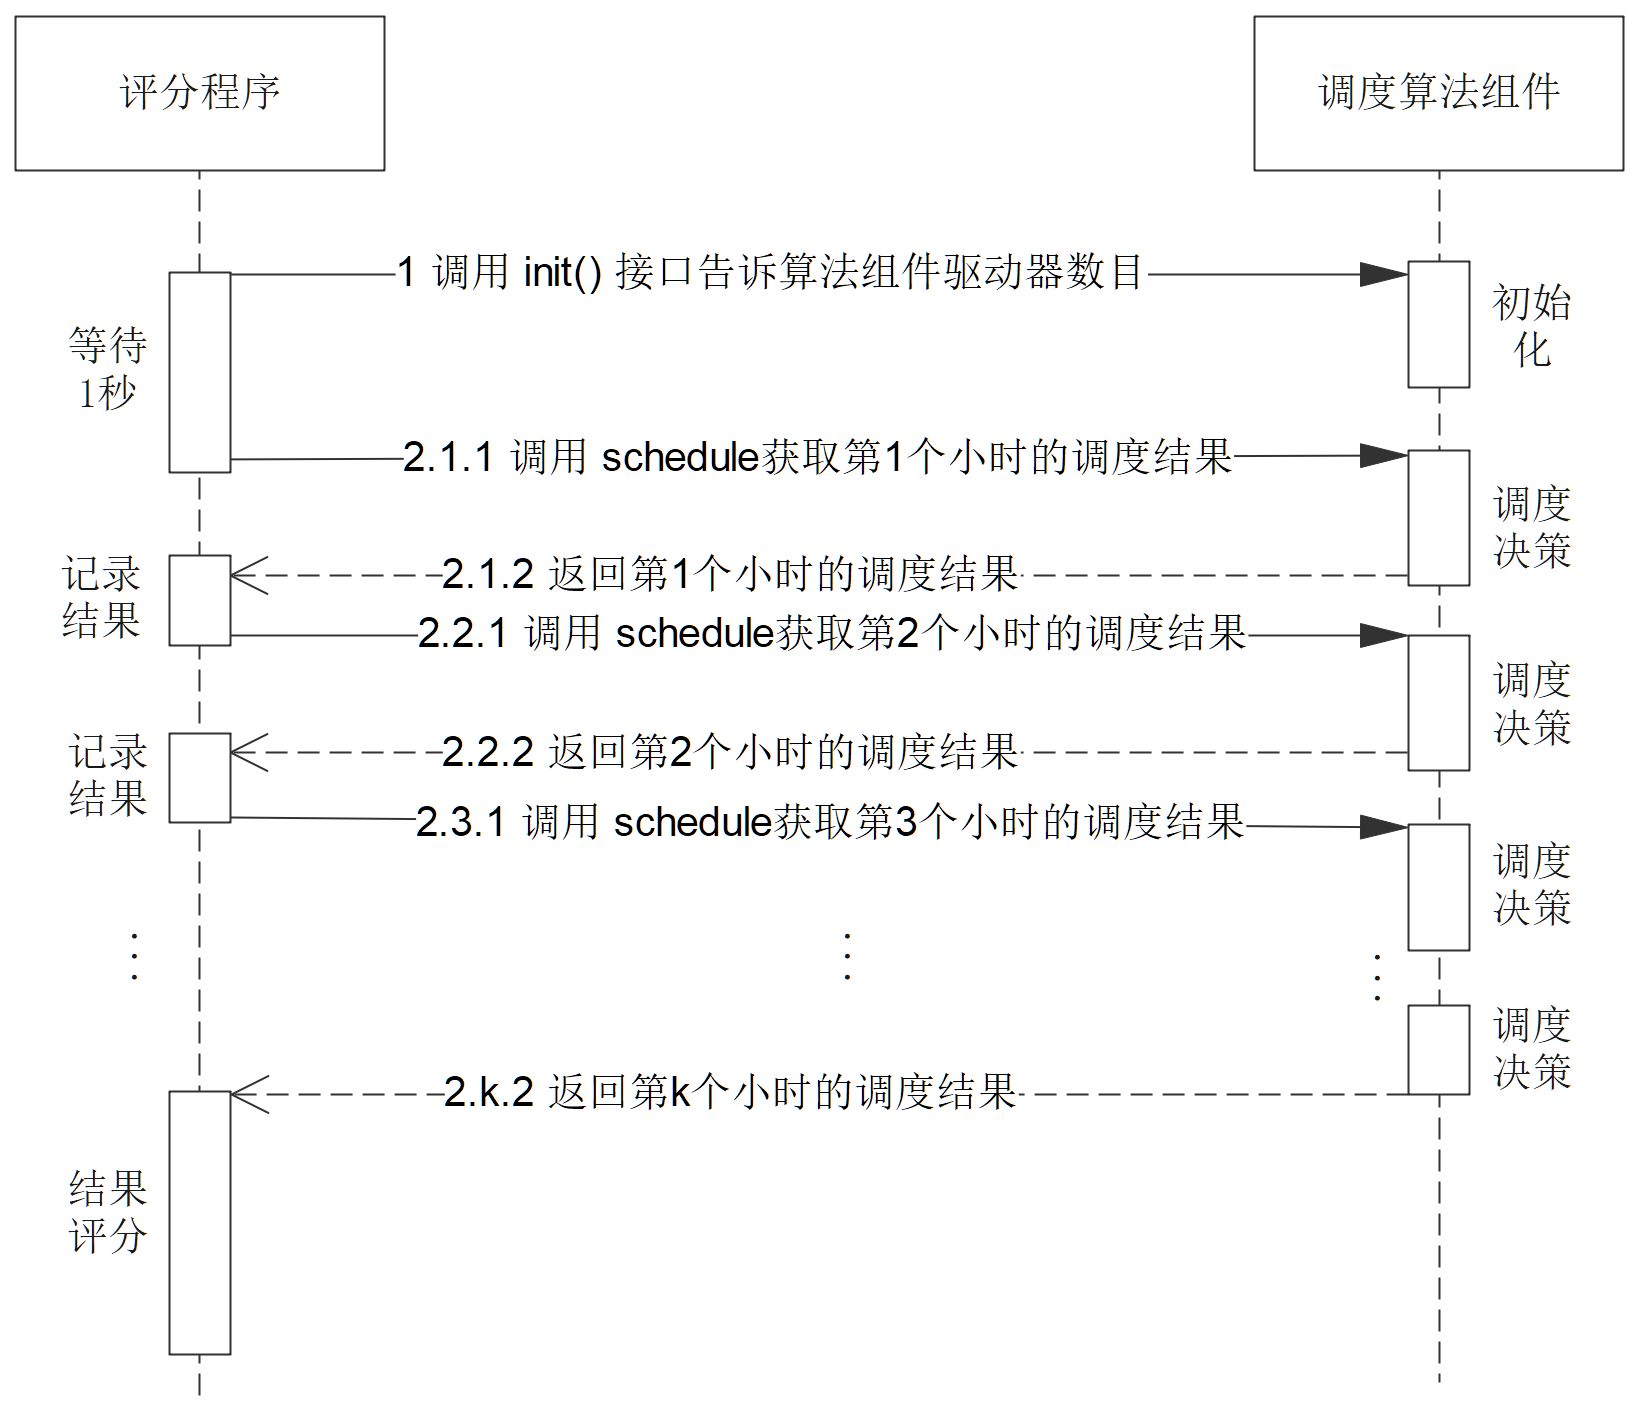 评分程序
调度算法组件
1 调用 init() 接口告诉算法组件驱动器数目
初始
化
等待
1秒
2.1.1 调用 schedule获取第1个小时的调度结果
调度
决策
记录
结果
2.1.2 返回第1个小时的调度结果
2.2.1 调用 schedule获取第2个小时的调度结果
调度
决策
记录
结果
2.2.2 返回第2个小时的调度结果
2.3.1 调用 schedule获取第3个小时的调度结果
调度
决策
⋮
⋮
⋮
调度
决策
2.k.2 返回第k个小时的调度结果
结果
评分